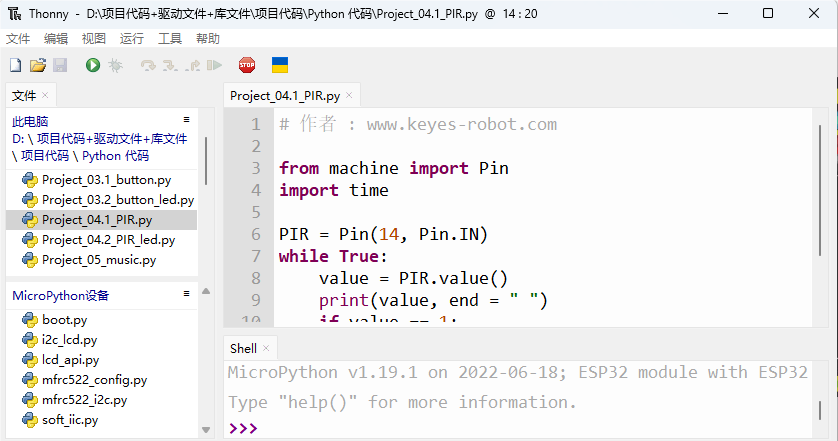 Thonny - D:\项目代码+驱动文件+库文件\项目代码\Python 代码\Project_04.1_PIR.py @ 14 : 20
文件 编辑 视图 运行 工具 帮助
STOP
文件 ×
此电脑
D: \ 项目代码+驱动文件+库文件
\ 项目代码 \ Python 代码
Project_03.1_button.py
Project_03.2_button_led.py
Project_04.1_PIR.py
Project_04.2_PIR_led.py
Project_05_music.py
MicroPython设备
boot.py
i2c_lcd.py
lcd_api.py
mfrc522_config.py
mfrc522_i2c.py
soft_iic.py
Project_04.1_PIR.py ×
1 # 作者 : www.keyes-robot.com
2
3 from machine import Pin
4 import time
5
6 PIR = Pin(14, Pin.IN)
7 while True:
8     value = PIR.value()
9     print(value, end = " ")
10     if value == 1:
Shell ×
MicroPython v1.19.1 on 2022-06-18; ESP32 module with ESP32
Type "help()" for more information.
>>>